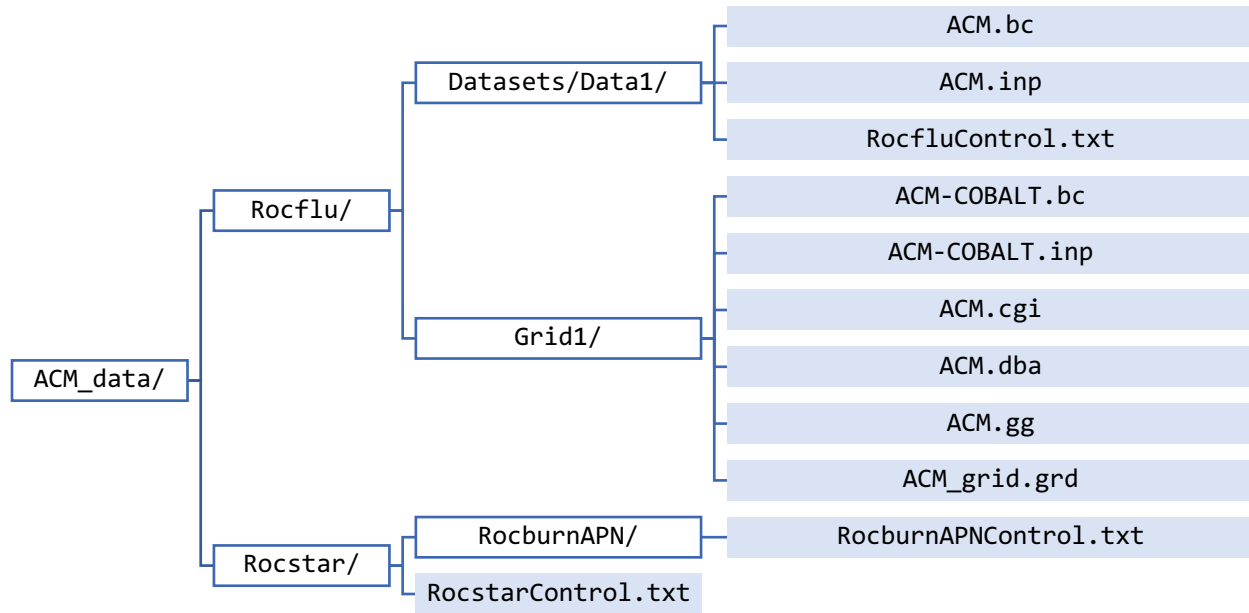 ACM.bc
Datasets/Data1/
ACM.inp
RocfluControl.txt
Rocflu/
ACM-COBALT.bc
ACM-COBALT.inp
ACM.cgi
Grid1/
ACM.dba
ACM_data/
ACM.gg
ACM_grid.grd
RocburnAPN/
RocburnAPNControl.txt
Rocstar/
RocstarControl.txt